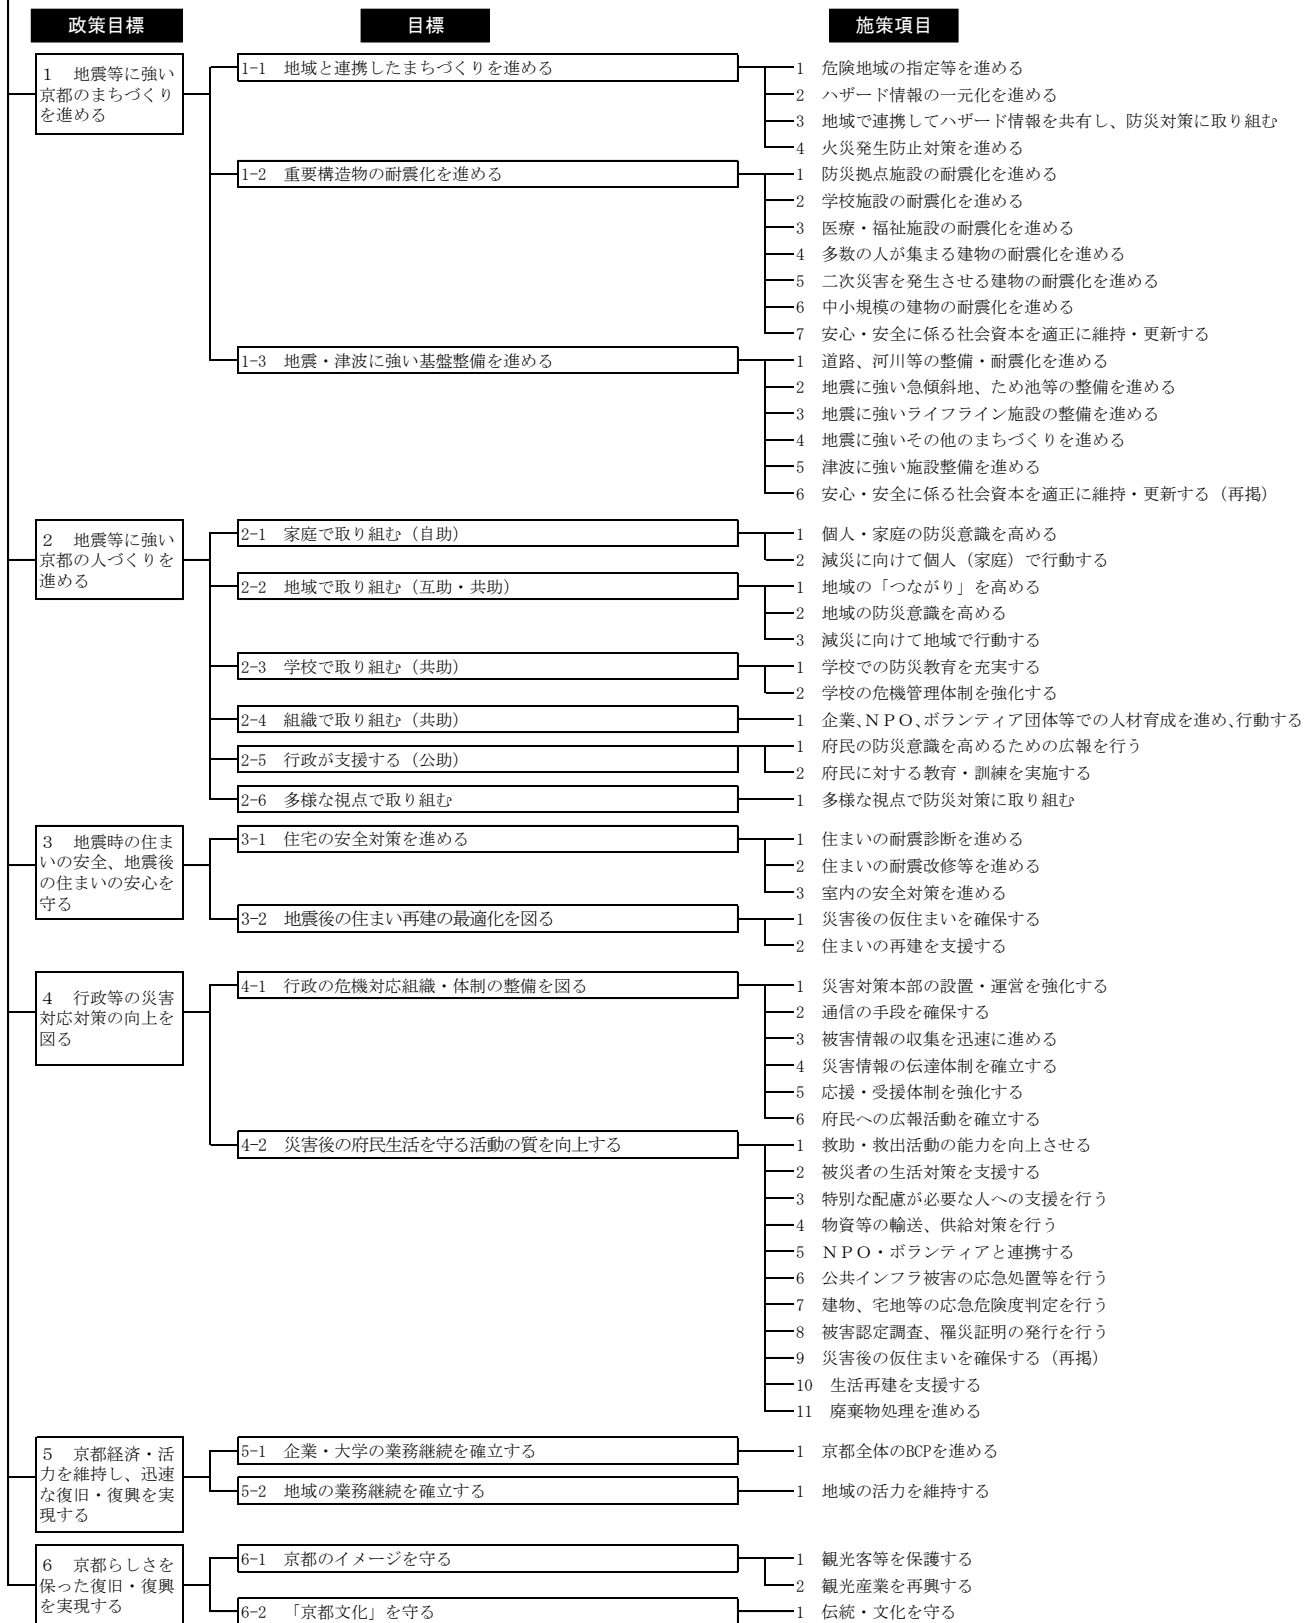 政策目標
目標
施策項目
1 地震等に強い
京都のまちづくり
を進める
1-1 地域と連携したまちづくりを進める
1 危険地域の指定等を進める
2 ハザード情報の一元化を進める
3 地域で連携してハザード情報を共有し、防災対策に取り組む
4 火災発生防止対策を進める
1-2 重要構造物の耐震化を進める
1 防災拠点施設の耐震化を進める
2 学校施設の耐震化を進める
3 医療・福祉施設の耐震化を進める
4 多数の人が集まる建物の耐震化を進める
5 二次災害を発生させる建物の耐震化を進める
6 中小規模の建物の耐震化を進める
7 安心・安全に係る社会資本を適正に維持・更新する
1-3 地震・津波に強い基盤整備を進める
1 道路、河川等の整備・耐震化を進める
2 地震に強い急傾斜地、ため池等の整備を進める
3 地震に強いライフライン施設の整備を進める
4 地震に強いその他のまちづくりを進める
5 津波に強い施設整備を進める
6 安心・安全に係る社会資本を適正に維持・更新する（再掲）
2 地震等に強い
京都の人づくりを
進める
2-1 家庭で取り組む（自助）
1 個人・家庭の防災意識を高める
2 減災に向けて個人（家庭）で行動する
2-2 地域で取り組む（互助・共助）
1 地域の「つながり」を高める
2 地域の防災意識を高める
3 減災に向けて地域で行動する
2-3 学校で取り組む（共助）
1 学校での防災教育を充実する
2 学校の危機管理体制を強化する
2-4 組織で取り組む（共助）
1 企業、ＮＰＯ、ボランティア団体等での人材育成を進め、行動する
2-5 行政が支援する（公助）
1 府民の防災意識を高めるための広報を行う
2 府民に対する教育・訓練を実施する
2-6 多様な視点で取り組む
1 多様な視点で防災対策に取り組む
3 地震時の住ま
いの安全、地震後
の住まいの安心を
守る
3-1 住宅の安全対策を進める
1 住まいの耐震診断を進める
2 住まいの耐震改修等を進める
3 室内の安全対策を進める
3-2 地震後の住まい再建の最適化を図る
1 災害後の仮住まいを確保する
2 住まいの再建を支援する
4 行政等の災害
対応対策の向上を
図る
4-1 行政の危機対応組織・体制の整備を図る
1 災害対策本部の設置・運営を強化する
2 通信の手段を確保する
3 被害情報の収集を迅速に進める
4 災害情報の伝達体制を確立する
5 応援・受援体制を強化する
6 府民への広報活動を確立する
4-2 災害後の府民生活を守る活動の質を向上する
1 救助・救出活動の能力を向上させる
2 被災者の生活対策を支援する
3 特別な配慮が必要な人への支援を行う
4 物資等の輸送、供給対策を行う
5 ＮＰＯ・ボランティアと連携する
6 公共インフラ被害の応急処置等を行う
7 建物、宅地等の応急危険度判定を行う
8 被害認定調査、罹災証明の発行を行う
9 災害後の仮住まいを確保する（再掲）
10 生活再建を支援する
11 廃棄物処理を進める
5 京都経済・活
力を維持し、迅速
な復旧・復興を実
現する
5-1 企業・大学の業務継続を確立する
1 京都全体のBCPを進める
5-2 地域の業務継続を確立する
1 地域の活力を維持する
6 京都らしさを
保った復旧・復興
を実現する
6-1 京都のイメージを守る
1 観光客等を保護する
2 観光産業を再興する
6-2 「京都文化」を守る
1 伝統・文化を守る